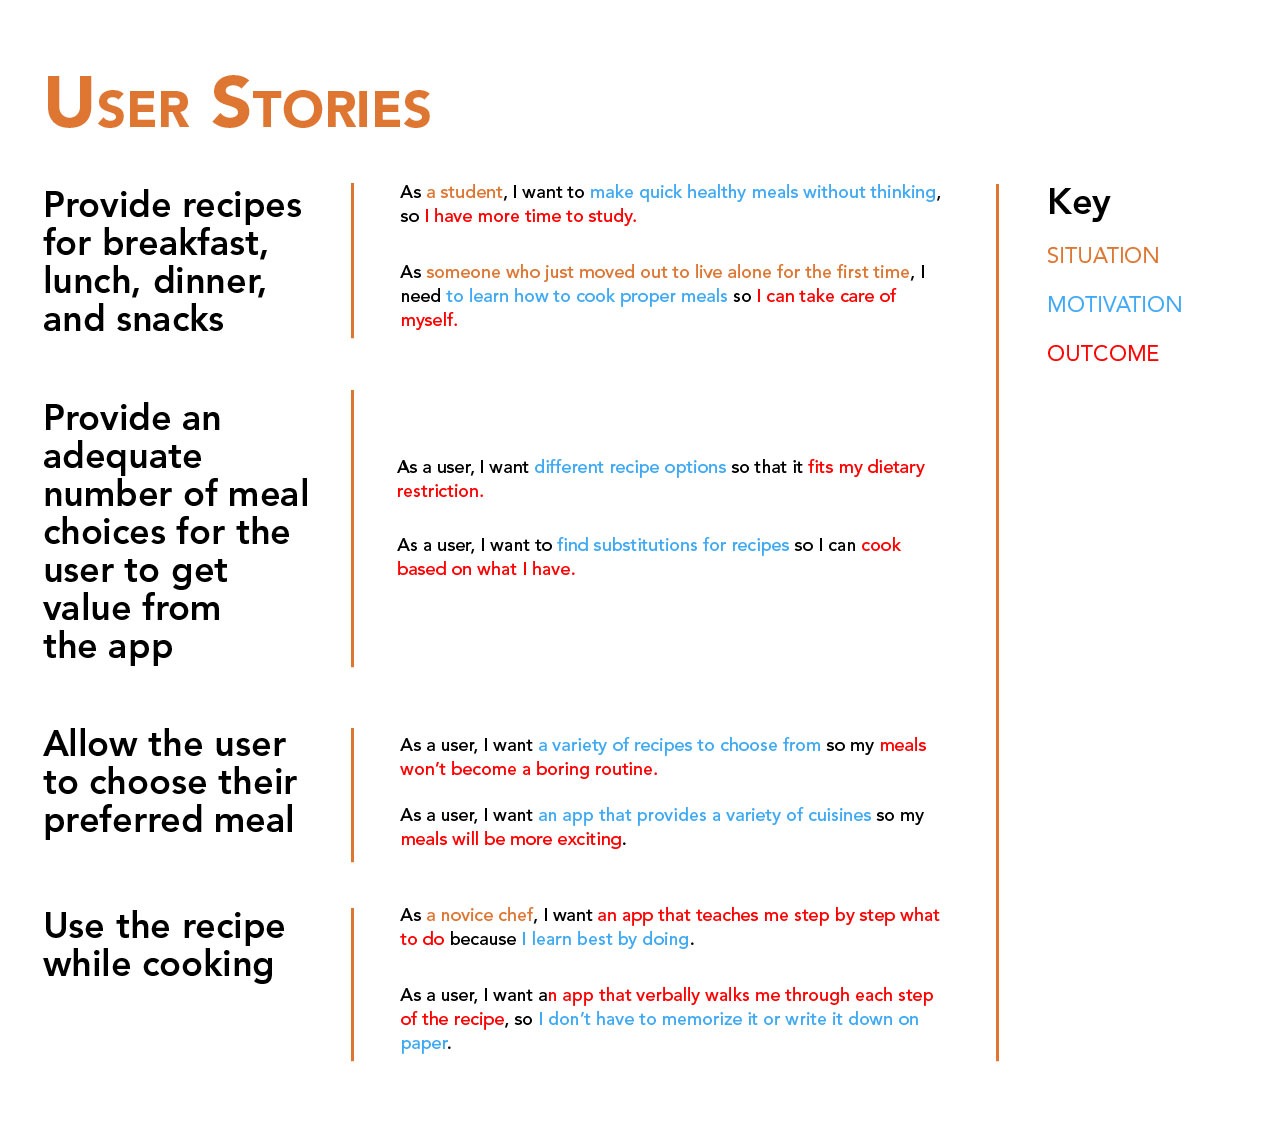 User Stories
Provide recipes
for breakfast,
lunch, dinner,
and snacks
As a student, I want to make quick healthy meals without thinking,
so I have more time to study.
As someone who just moved out to live alone for the first time, I
need to learn how to cook proper meals so I can take care of
myself.
Provide an
adequate
number of meal
choices for the
user to get
value from
the app
As a user, I want different recipe options so that it fits my dietary
restriction.
As a user, I want to find substitutions for recipes so I can cook
based on what I have.
Allow the user
to choose their
preferred meal
As a user, I want a variety of recipes to choose from so my meals
won’t become a boring routine.
As a user, I want an app that provides a variety of cuisines so my
meals will be more exciting.
Use the recipe
while cooking
As a novice chef, I want an app that teaches me step by step what
to do because I learn best by doing.
As a user, I want an app that verbally walks me through each step
of the recipe, so I don’t have to memorize it or write it down on
paper.
Key
SITUATION
MOTIVATION
OUTCOME